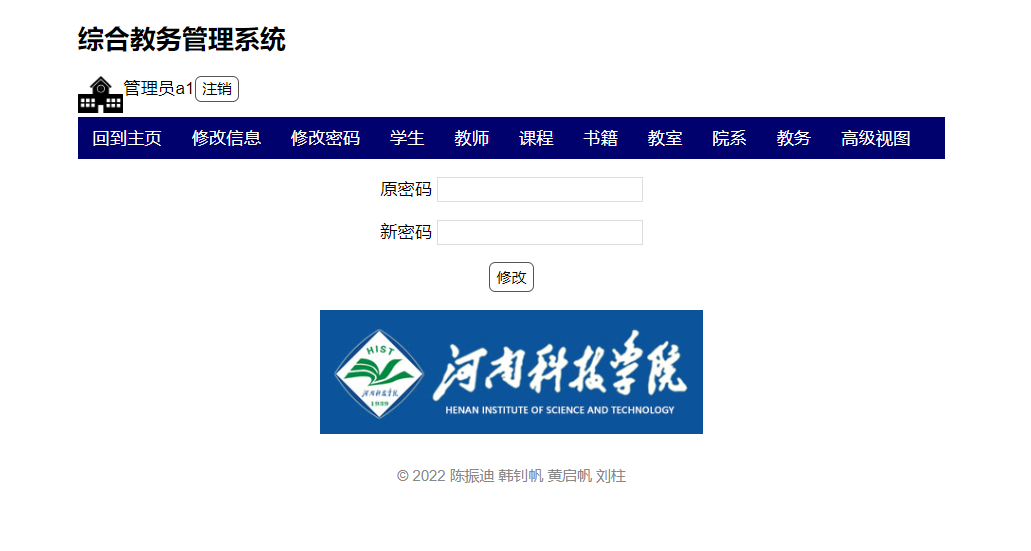 综合教务管理系统
管理员a1 注销
回到主页 修改信息 修改密码 学生 教师 课程 书籍 教室 院系 教务 高级视图
原密码
新密码
修改
HIST
河南科技学院
1939
河南科技学院
HENAN INSTITUTE OF SCIENCE AND TECHNOLOGY
© 2022 陈振迪 韩钊帆 黄启帆 刘柱